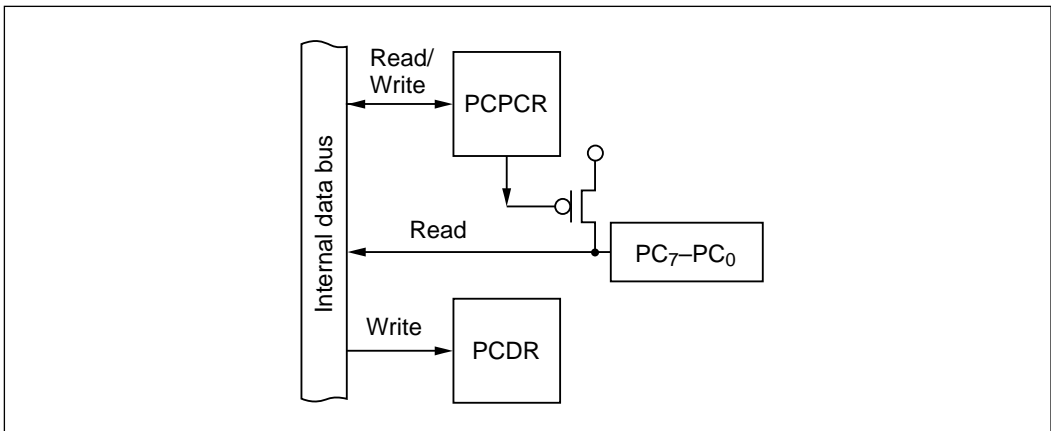 Internal data bus
Read/
Write
PCPCR
Read
PC₇–PC₀
Write
PCDR